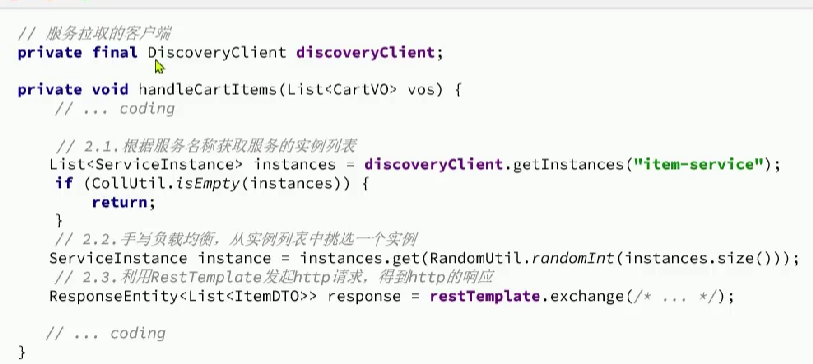 // 服务拉取的客户端
private final DiscoveryClient discoveryClient;
private void handleCartItems(List<CartVO> vos) {
// ... coding
// 2.1.根据服务名称获取服务的实例列表
List<ServiceInstance> instances = discoveryClient.getInstances("item-service");
if (CollUtil.isEmpty(instances)) {
return;
}
// 2.2.手写负载均衡，从实例列表中挑选一个实例
ServiceInstance instance = instances.get(RandomUtil.randomInt(instances.size()));
// 2.3.利用RestTemplate发起http请求，得到http的响应
ResponseEntity<List<ItemDTO>> response = restTemplate.exchange(/* ... */);
// ... coding
}